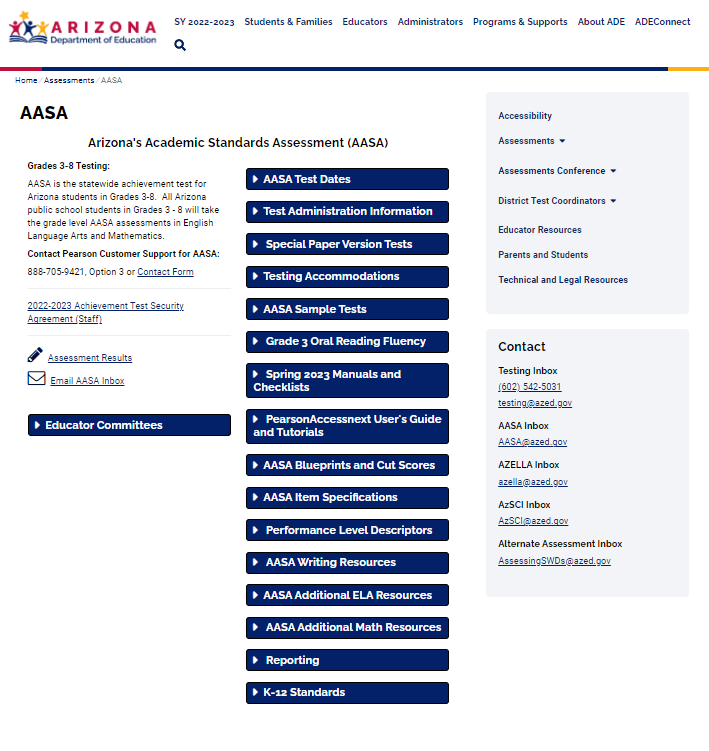 ARIZONA
Department of Education
SY 2022-2023 Students & Families Educators Administrators Programs & Supports About ADE ADEConnect
Home / Assessments / AASA
AASA
Arizona's Academic Standards Assessment (AASA)
Grades 3-8 Testing:
AASA is the statewide achievement test for
Arizona students in Grades 3-8. All Arizona
public school students in Grades 3 - 8 will take
the grade level AASA assessments in English
Language Arts and Mathematics.
Contact Pearson Customer Support for AASA:
888-705-9421, Option 3 or Contact Form
2022-2023 Achievement Test Security
Agreement (Staff)
Assessment Results
Email AASA Inbox
Educator Committees
AASA Test Dates
Test Administration Information
Special Paper Version Tests
Testing Accommodations
AASA Sample Tests
Grade 3 Oral Reading Fluency
Spring 2023 Manuals and
Checklists
PearsonAccessnext User's Guide
and Tutorials
AASA Blueprints and Cut Scores
AASA Item Specifications
Performance Level Descriptors
AASA Writing Resources
AASA Additional ELA Resources
AASA Additional Math Resources
Reporting
K-12 Standards
Accessibility
Assessments
Assessments Conference
District Test Coordinators
Educator Resources
Parents and Students
Technical and Legal Resources
Contact
Testing Inbox
(602) 542-5031
testing@azed.gov
AASA Inbox
AASA@azed.gov
AZELLA Inbox
azella@azed.gov
AzSCI Inbox
AzSCI@azed.gov
Alternate Assessment Inbox
AssessingSWDs@azed.gov